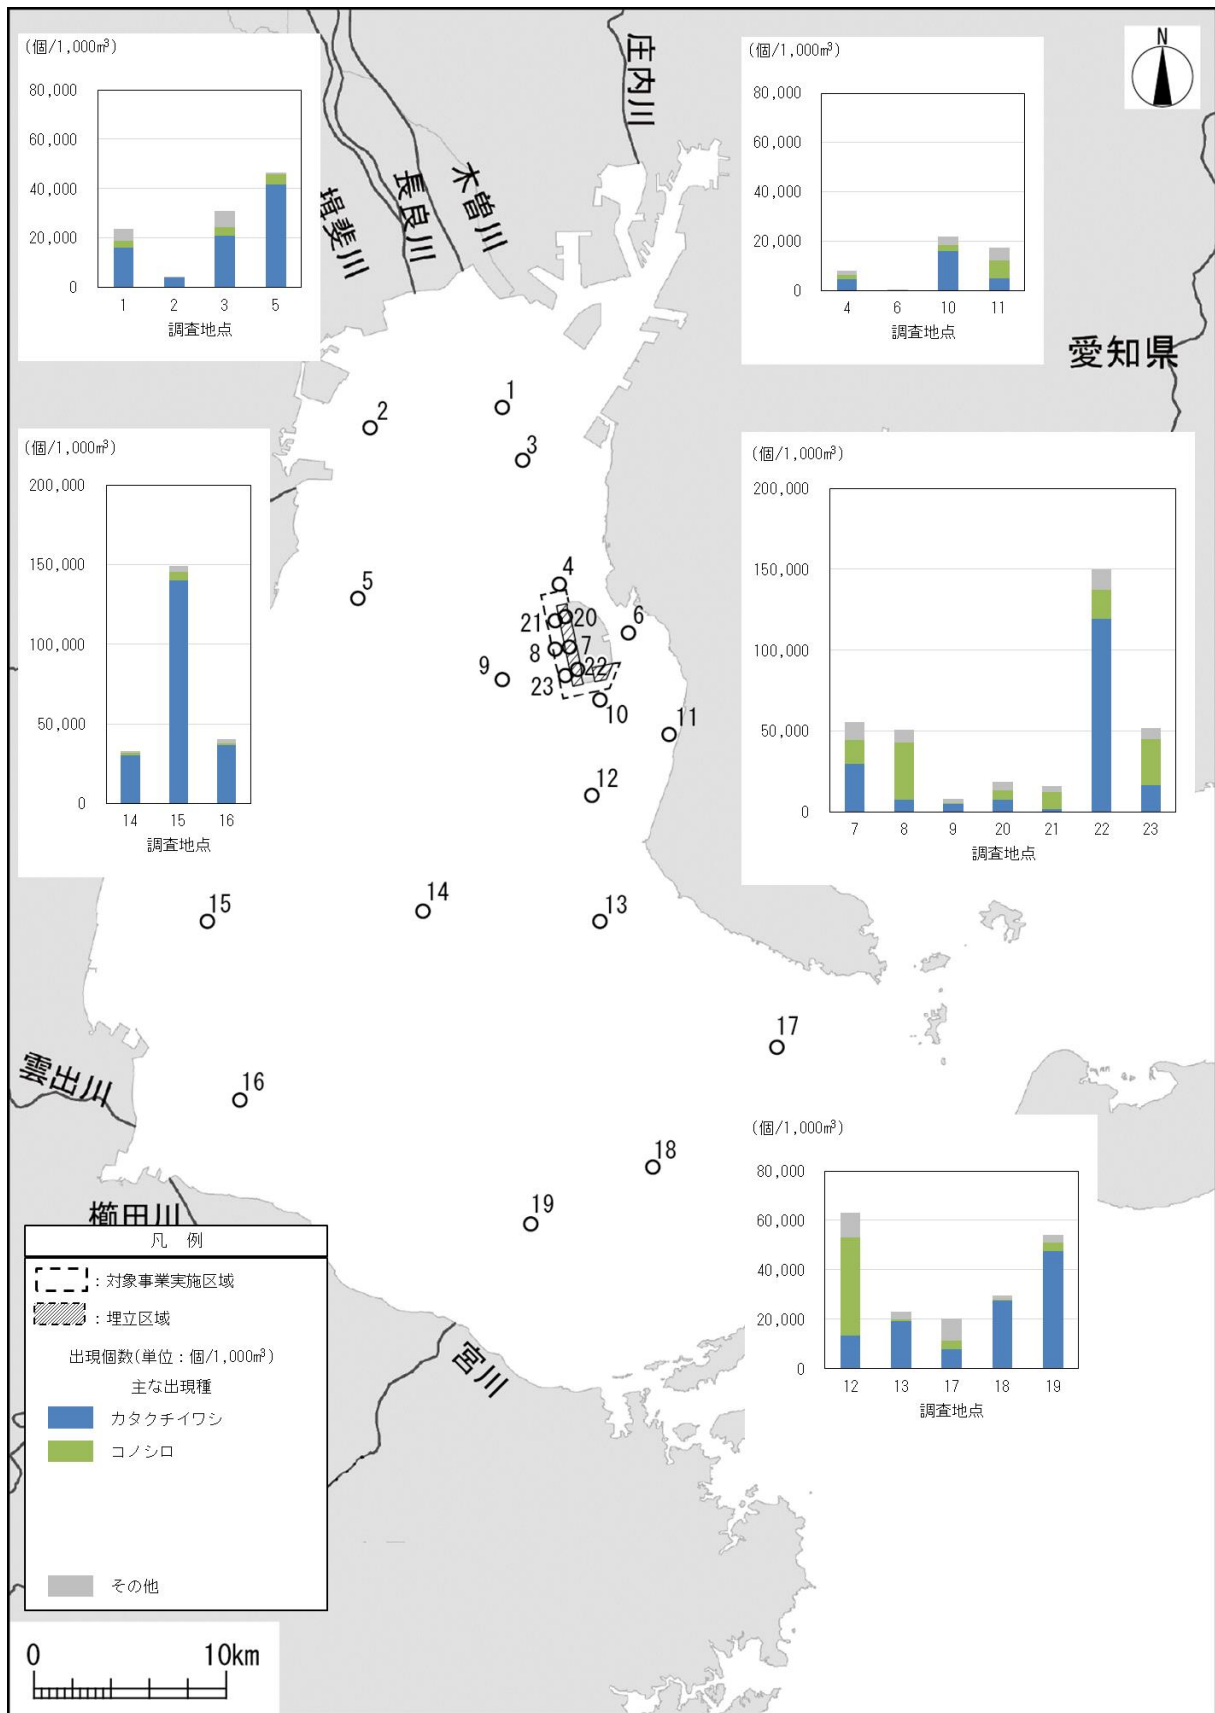 (個/1,000㎥)
80,000
60,000
40,000
20,000
0
1 2 3 5
調査地点
(個/1,000㎥)
80,000
60,000
40,000
20,000
0
4 6 10 11
調査地点
N
庄内川
木曽川
長良川
揖斐川
愛知県
(個/1,000㎥)
200,000
150,000
100,000
50,000
0
14 15 16
調査地点
(個/1,000㎥)
200,000
150,000
100,000
50,000
0
7 8 9 20 21 22 23
調査地点
1
2
3
4
5
20
21
6
7
8
22
9
23
10
11
12
14
13
15
17
16
18
19
雲出川
櫛田川
宮川
(個/1,000㎥)
80,000
60,000
40,000
20,000
0
12 13 17 18 19
調査地点
凡 例
:対象事業実施区域
:埋立区域
出現個数(単位:個/1,000㎥)
主な出現種
カタクチイワシ
コノシロ
その他
0 10km